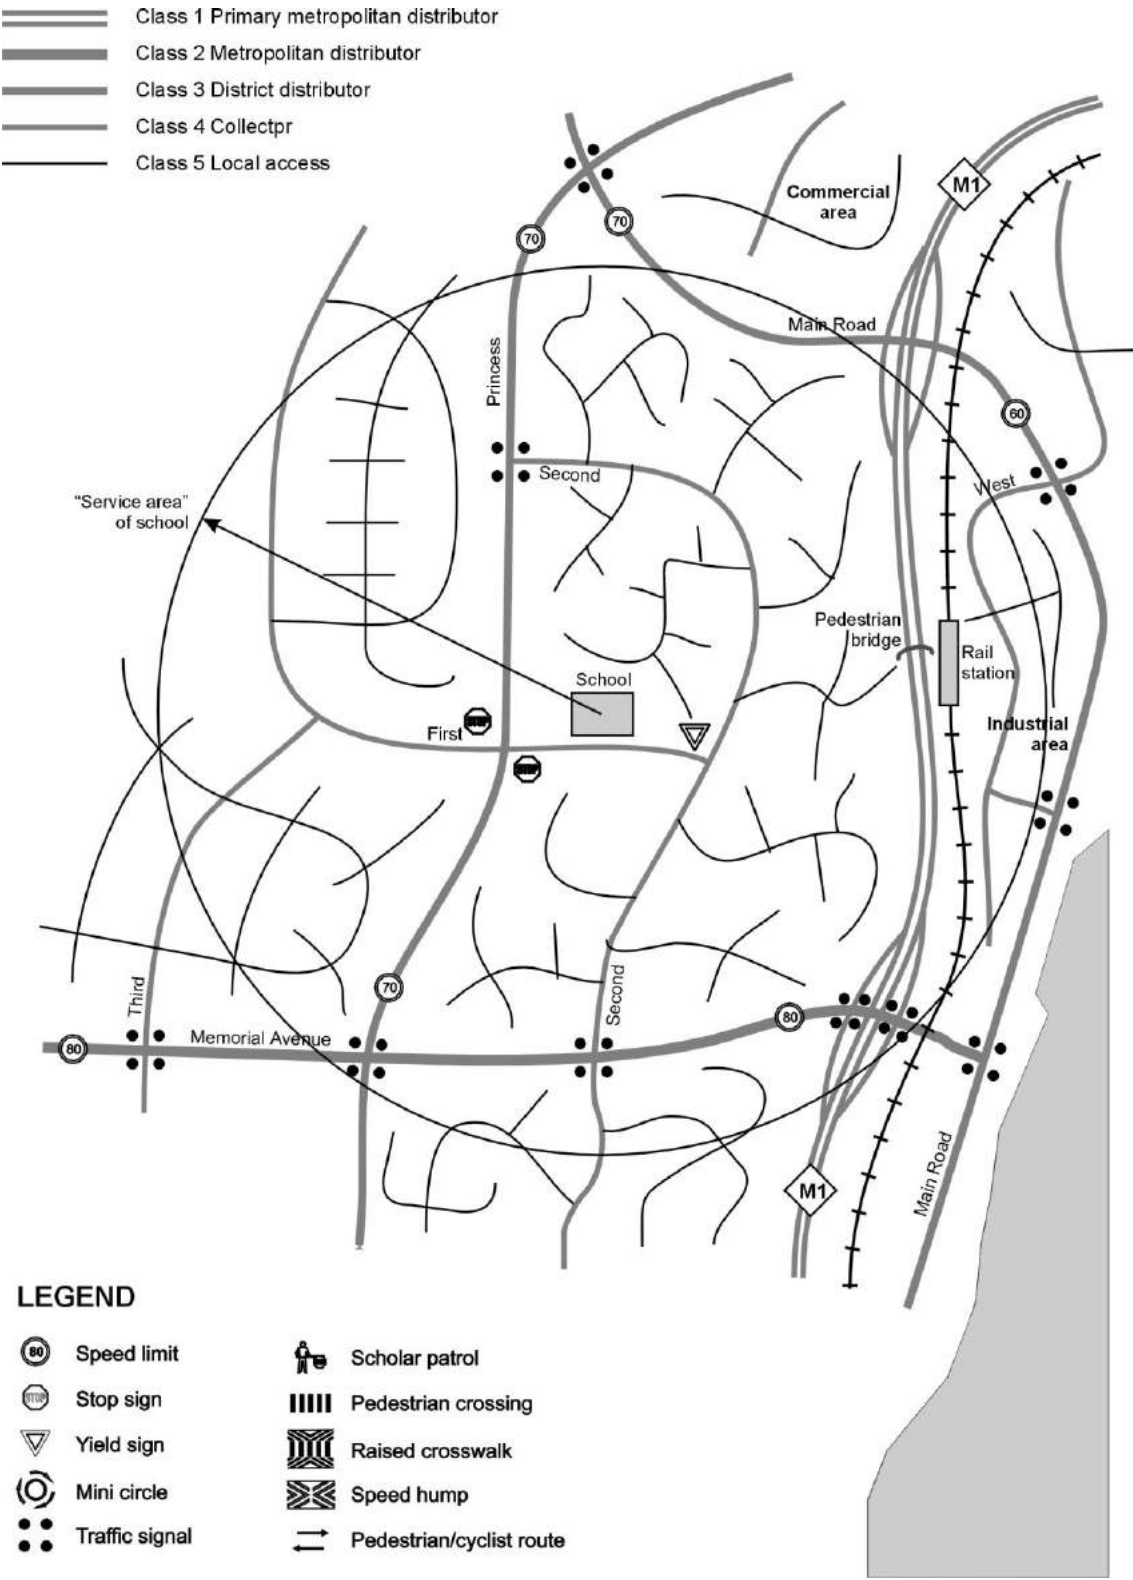 Class 1 Primary metropolitan distributor
Class 2 Metropolitan distributor
Class 3 District distributor
Class 4 Collectpr
Class 5 Local access
M1
Commercial
area
70
70
Main Road
Princess
60
Second
West
"Service area"
of school
Pedestrian
bridge
Rail
station
School
STOP
First
Industrial
area
STOP
Third
70
Second
80
Memorial Avenue
80
Main Road
M1
LEGEND
80 Speed limit
STOP Stop sign
Yield sign
Mini circle
Traffic signal
Scholar patrol
Pedestrian crossing
Raised crosswalk
Speed hump
Pedestrian/cyclist route